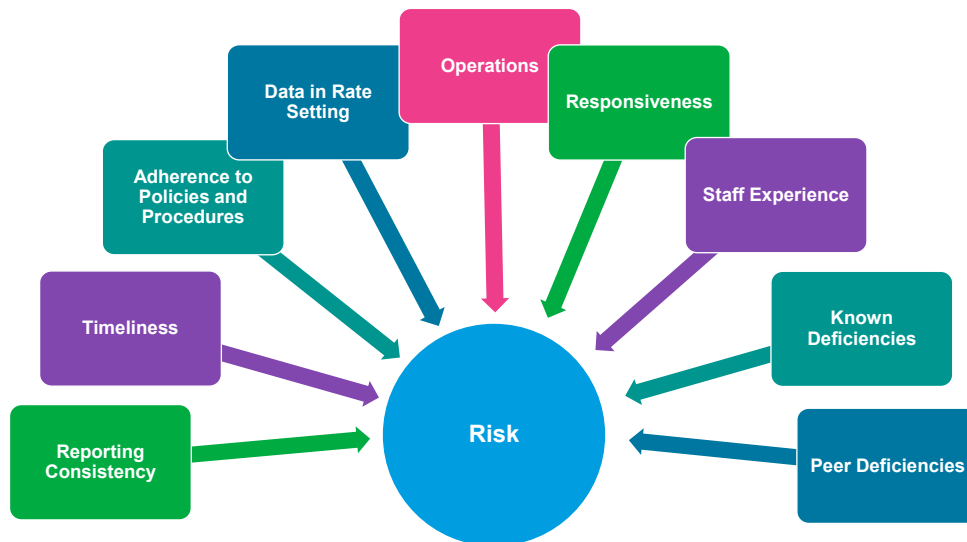 Operations
Data in Rate
Setting
Responsiveness
Adherence to
Policies and
Procedures
Staff Experience
Timeliness
Known
Deficiencies
Reporting
Consistency
Risk
Peer Deficiencies